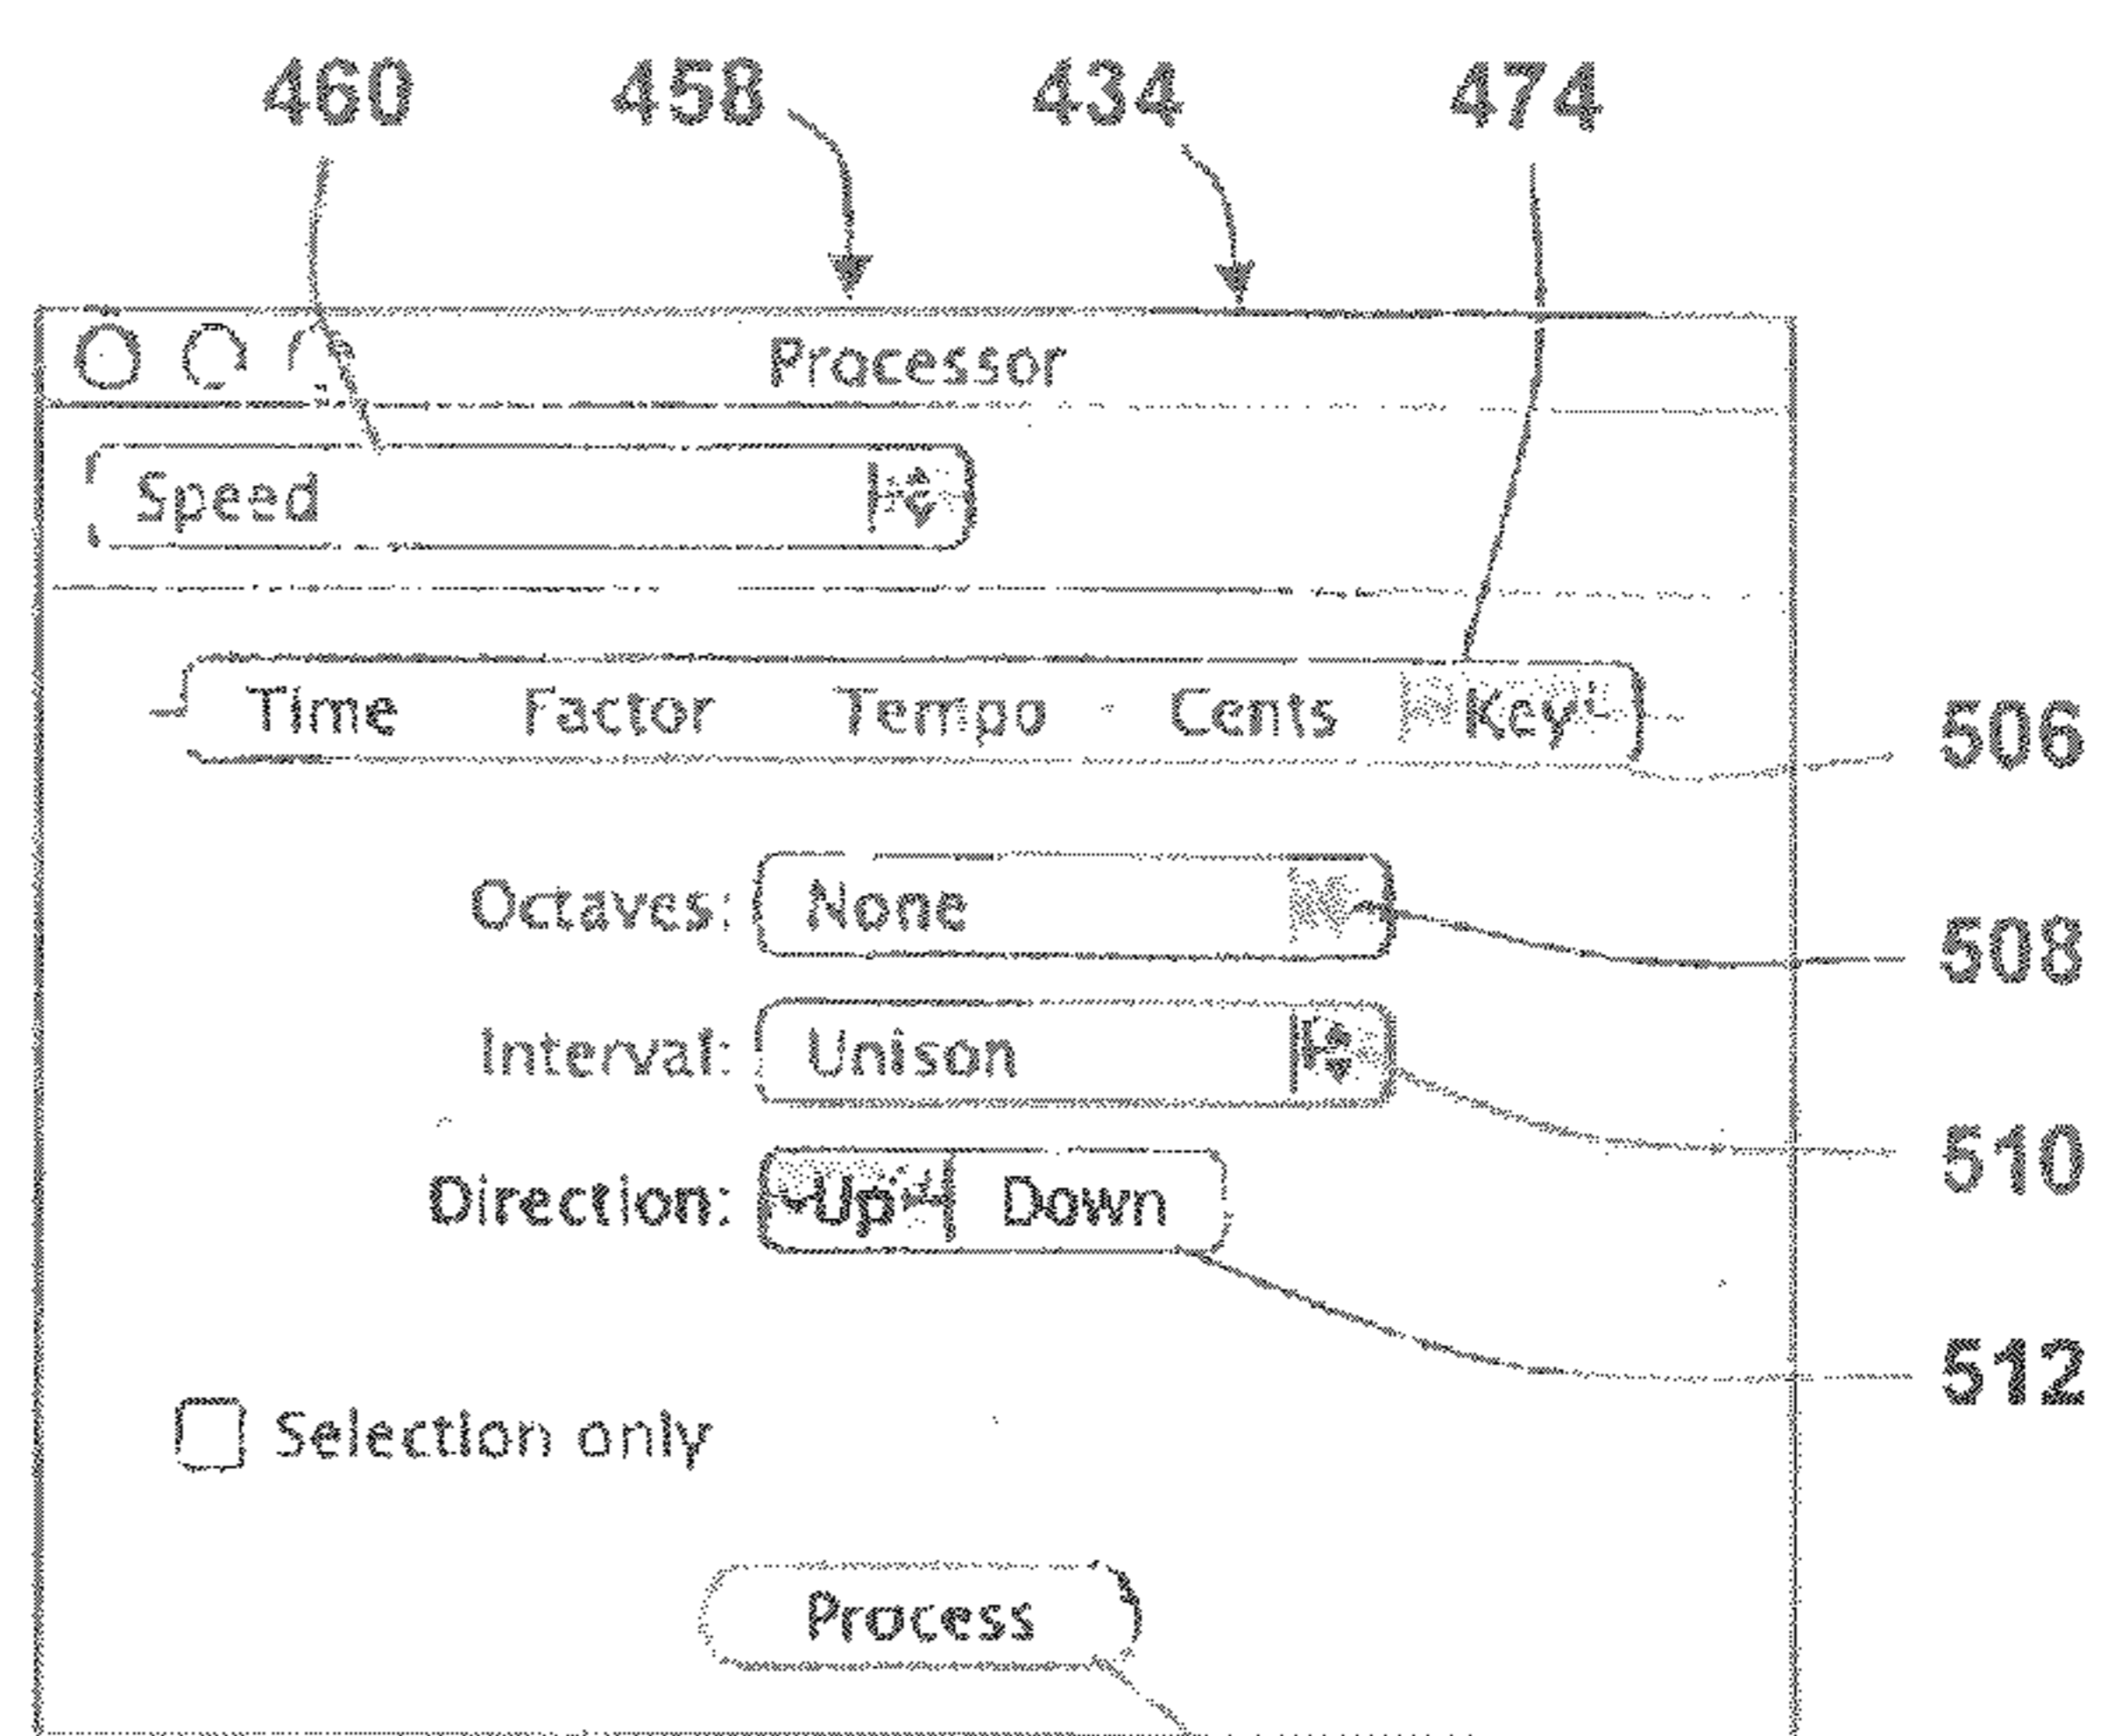 460 458 434 474
Processor
Speed
Time Factor Tempo Cents Key
506
Octaves: None
508
Interval: Unison
510
Direction: Up Down
512
Selection only
Process